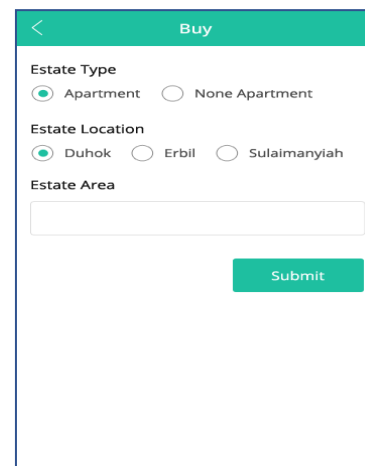 Buy
Estate Type
Apartment None Apartment
Estate Location
Duhok Erbil Sulaimanyiah
Estate Area
Submit